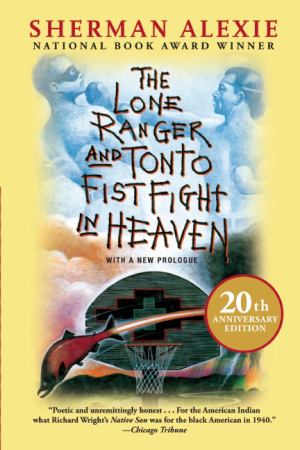 SHERMAN ALEXIE
NATIONAL BOOK AWARD WINNER
THE
LONE
RANGER
AND TONTO
FISTFIGHT
IN HEAVEN
WITH A NEW PROLOGUE
20th
ANNIVERSARY
EDITION
"Poetic and unremittingly honest . . . For the American Indian
what Richard Wright's Native Son was for the black American in 1940."
—Chicago Tribune